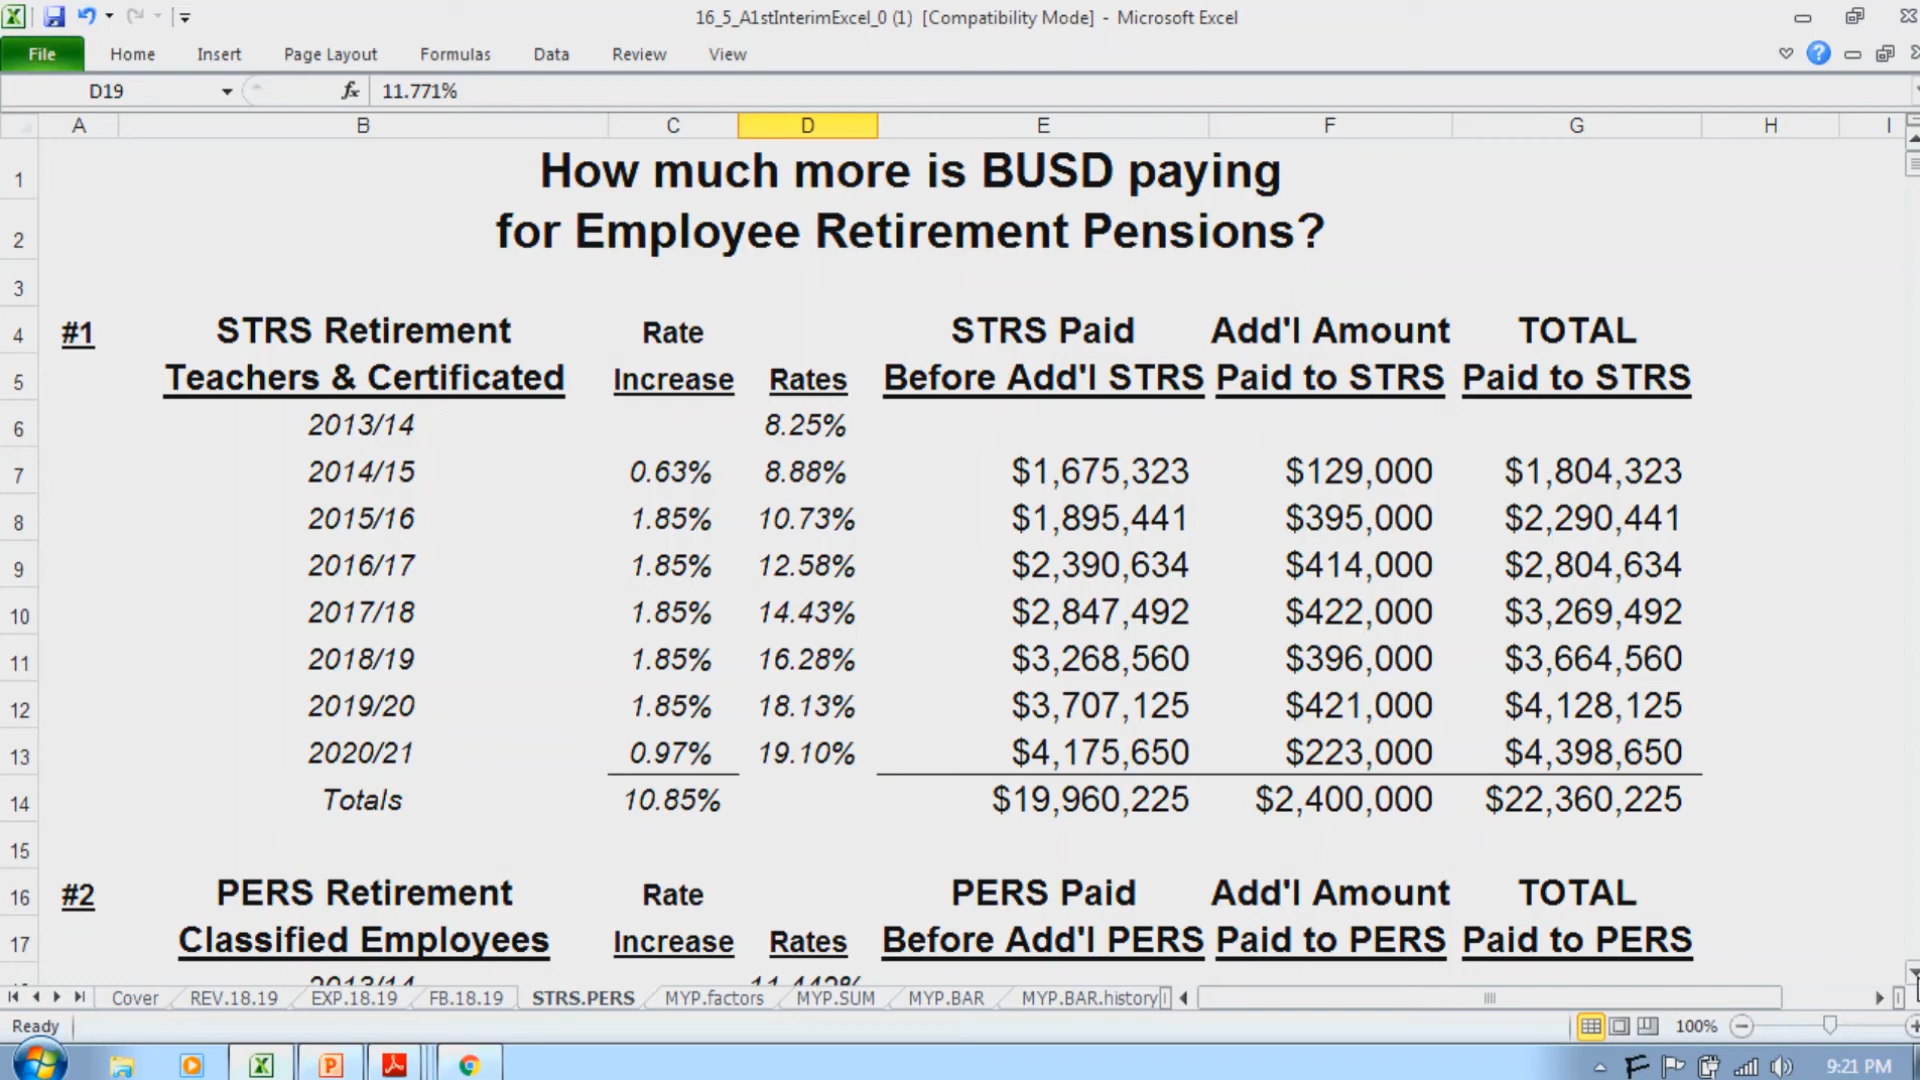 16_5_A1stInterimExcel_0 (1) [Compatibility Mode] - Microsoft Excel
File Home Insert Page Layout Formulas Data Review View
D19 fx 11.771%
A B C D E F G H I
1 How much more is BUSD paying
2 for Employee Retirement Pensions?
3
4 #1 STRS Retirement Rate STRS Paid Add'l Amount TOTAL
5 Teachers & Certificated Increase Rates Before Add'l STRS Paid to STRS Paid to STRS
6 2013/14 8.25%
7 2014/15 0.63% 8.88% $1,675,323 $129,000 $1,804,323
8 2015/16 1.85% 10.73% $1,895,441 $395,000 $2,290,441
9 2016/17 1.85% 12.58% $2,390,634 $414,000 $2,804,634
10 2017/18 1.85% 14.43% $2,847,492 $422,000 $3,269,492
11 2018/19 1.85% 16.28% $3,268,560 $396,000 $3,664,560
12 2019/20 1.85% 18.13% $3,707,125 $421,000 $4,128,125
13 2020/21 0.97% 19.10% $4,175,650 $223,000 $4,398,650
14 Totals 10.85% $19,960,225 $2,400,000 $22,360,225
15
16 #2 PERS Retirement Rate PERS Paid Add'l Amount TOTAL
17 Classified Employees Increase Rates Before Add'l PERS Paid to PERS Paid to PERS
2013/14 11.442%
Cover REV.18.19 EXP.18.19 FB.18.19 STRS.PERS MYP.factors MYP.SUM MYP.BAR MYP.BAR.history
Ready 100%
9:21 PM